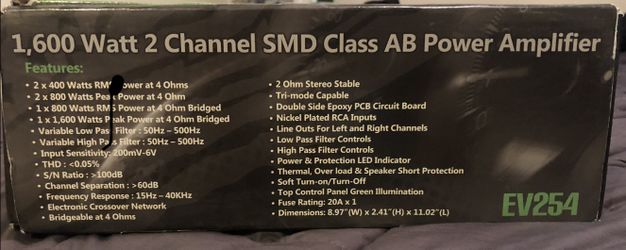 1,600 Watt 2 Channel SMD Class AB Power Amplifier
Features:
• 2 x 400 Watts RMS Power at 4 Ohms
• 2 x 800 Watts Peak Power at 4 Ohm
• 1 x 800 Watts RMS Power at 4 Ohm Bridged
• 1 x 1,600 Watts Peak Power at 4 Ohm Bridged
• Variable Low Pass Filter : 50Hz – 500Hz
• Variable High Pass Filter : 50Hz – 500Hz
• Input Sensitivity: 200mV-6V
• THD : <0.05%
• S/N Ratio : >100dB
• Channel Separation : >60dB
• Frequency Response : 15Hz – 40KHz
• Electronic Crossover Network
• Bridgeable at 4 Ohms
• 2 Ohm Stereo Stable
• Tri-mode Capable
• Double Side Epoxy PCB Circuit Board
• Nickel Plated RCA Inputs
• Line Outs For Left and Right Channels
• Low Pass Filter Controls
• High Pass Filter Controls
• Power & Protection LED Indicator
• Thermal, Over load & Speaker Short Protection
• Soft Turn-on/Turn-Off
• Top Control Panel Green Illumination
• Fuse Rating: 20A x 1
• Dimensions: 8.97"(W) x 2.41"(H) x 11.02"(L)
EV254